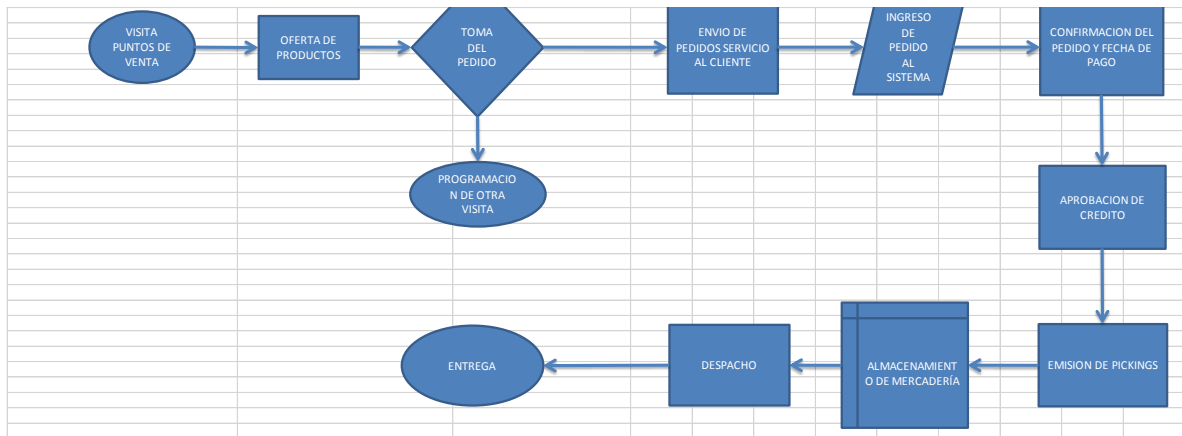 VISITA
PUNTOS DE
VENTA
OFERTA DE
PRODUCTOS
TOMA
DEL
PEDIDO
ENVIO DE
PEDIDOS SERVICIO
AL CLIENTE
INGRESO
DE
PEDIDO
AL
SISTEMA
CONFIRMACION DEL
PEDIDO Y FECHA DE
PAGO
PROGRAMACIO
N DE OTRA
VISITA
APROBACION DE
CREDITO
ENTREGA
DESPACHO
ALMACENAMIENT
O DE MERCADERÍA
EMISION DE PICKINGS